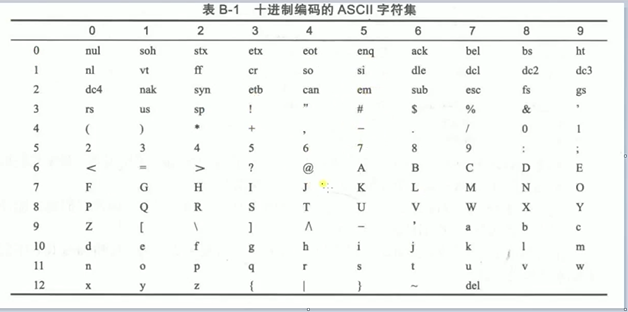 表 B-1 十进制编码的 ASCII 字符集
0 1 2 3 4 5 6 7 8 9
0 nul soh stx etx eot enq ack bel bs ht
1 nl vt ff cr so si dle dcl dc2 dc3
2 dc4 nak syn etb can em sub esc fs gs
3 rs us sp ! " # $ % & '
4 ( ) * + , − . / 0 1
5 2 3 4 5 6 7 8 9 : ;
6 < = > ? @ A B C D E
7 F G H I J K L M N O
8 P Q R S T U V W X Y
9 Z [ \ ] ∧ − ' a b c
10 d e f g h i j k l m
11 n o p q r s t u v w
12 x y z { | } ~ del